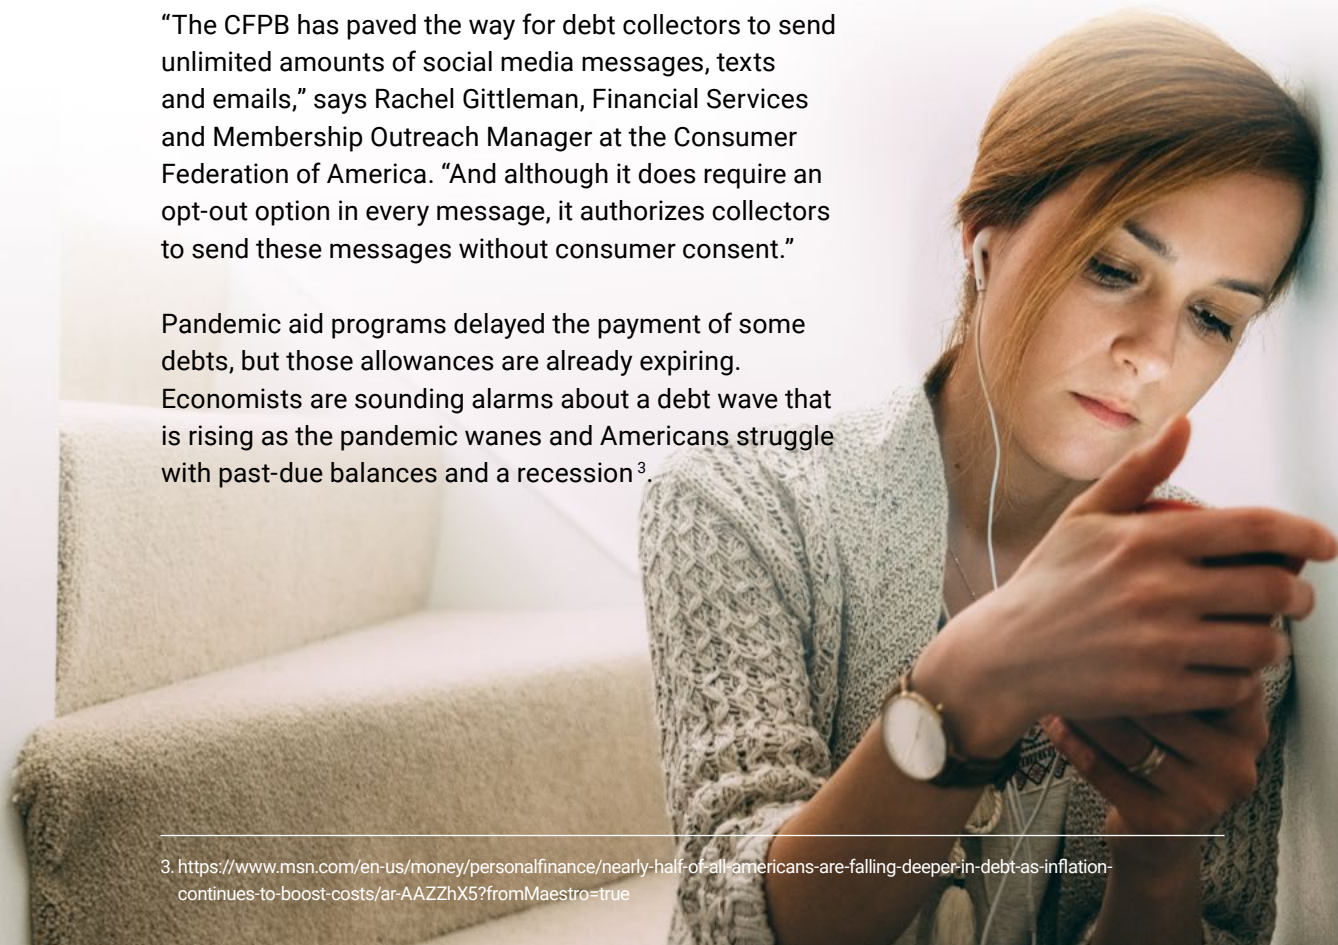 “The CFPB has paved the way for debt collectors to send
unlimited amounts of social media messages, texts
and emails,” says Rachel Gittleman, Financial Services
and Membership Outreach Manager at the Consumer
Federation of America. “And although it does require an
opt-out option in every message, it authorizes collectors
to send these messages without consumer consent.”
Pandemic aid programs delayed the payment of some
debts, but those allowances are already expiring.
Economists are sounding alarms about a debt wave that
is rising as the pandemic wanes and Americans struggle
with past-due balances and a recession 3.
3. https://www.msn.com/en-us/money/personalfinance/nearly-half-of-all-americans-are-falling-deeper-in-debt-as-inflation-
continues-to-boost-costs/ar-AAZZhX5?fromMaestro=true